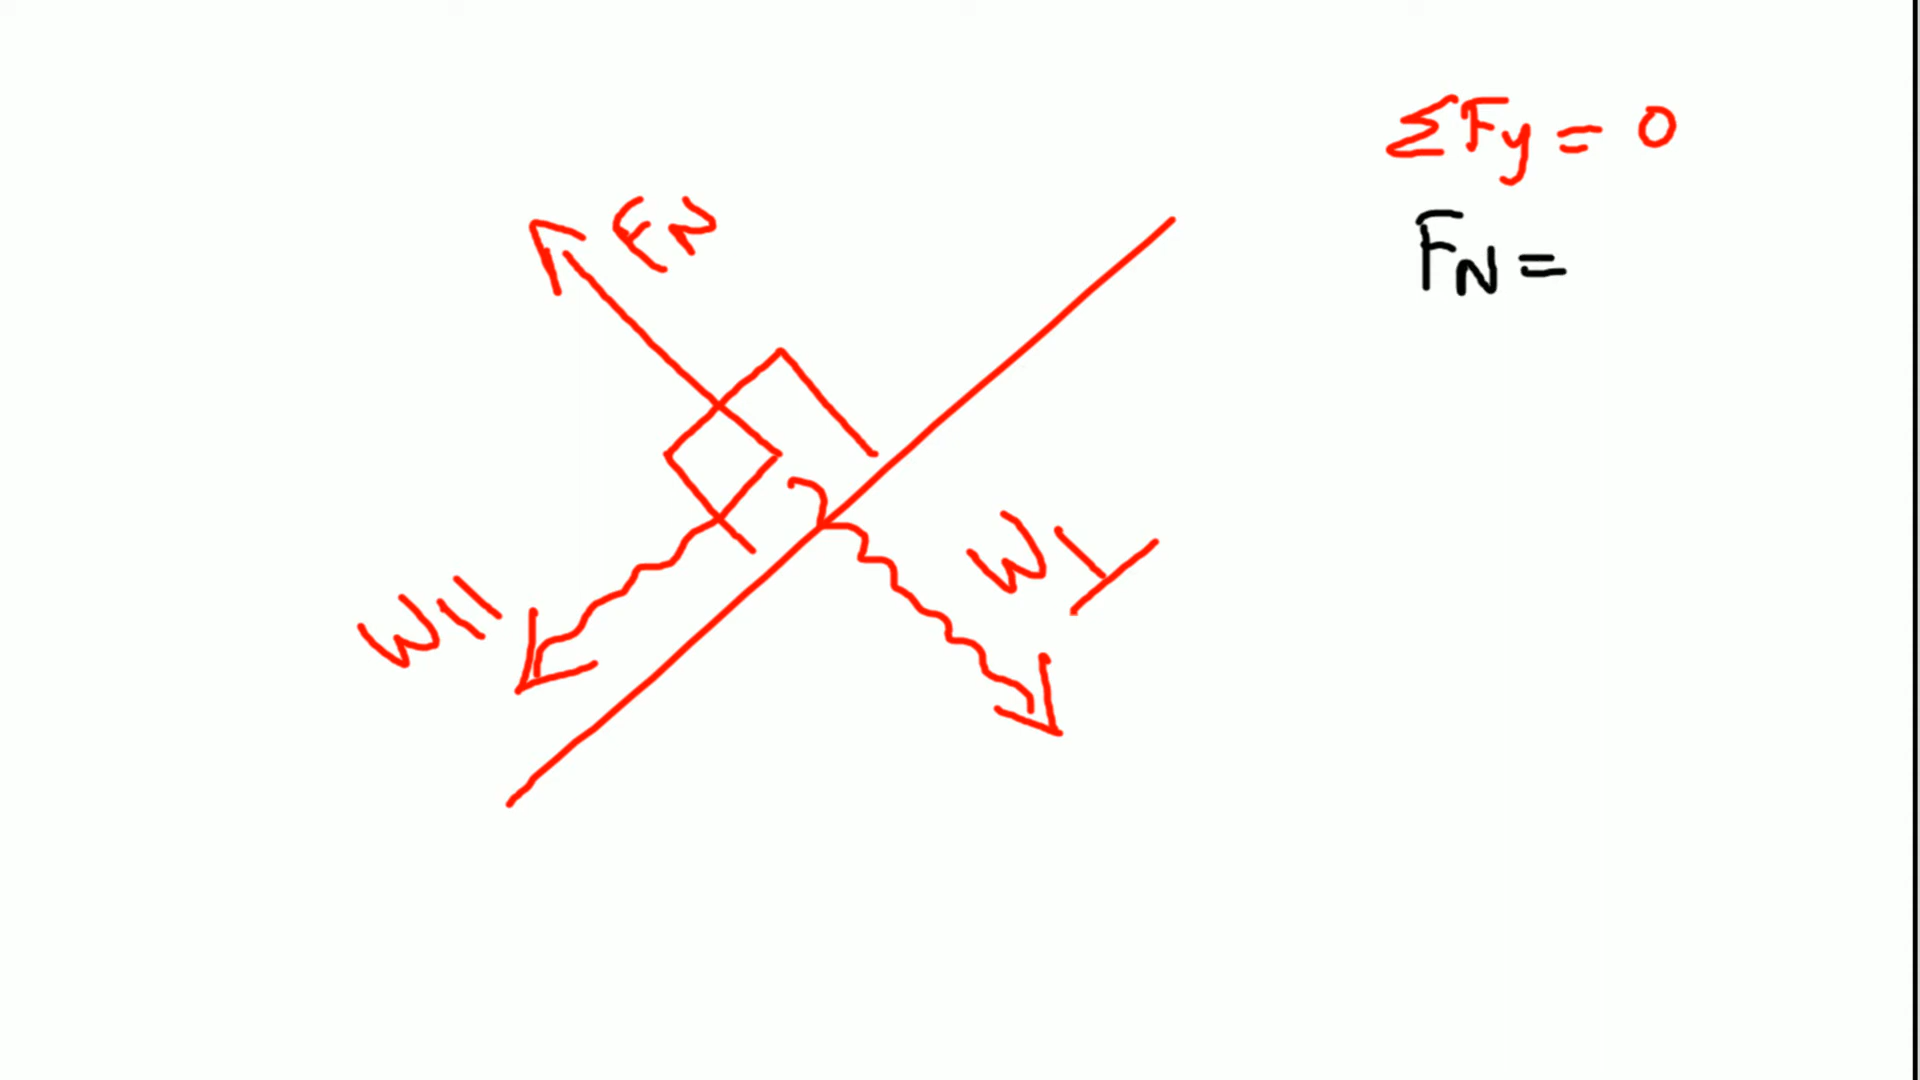 ΣFy = 0
FN =
FN
W⊥
W||